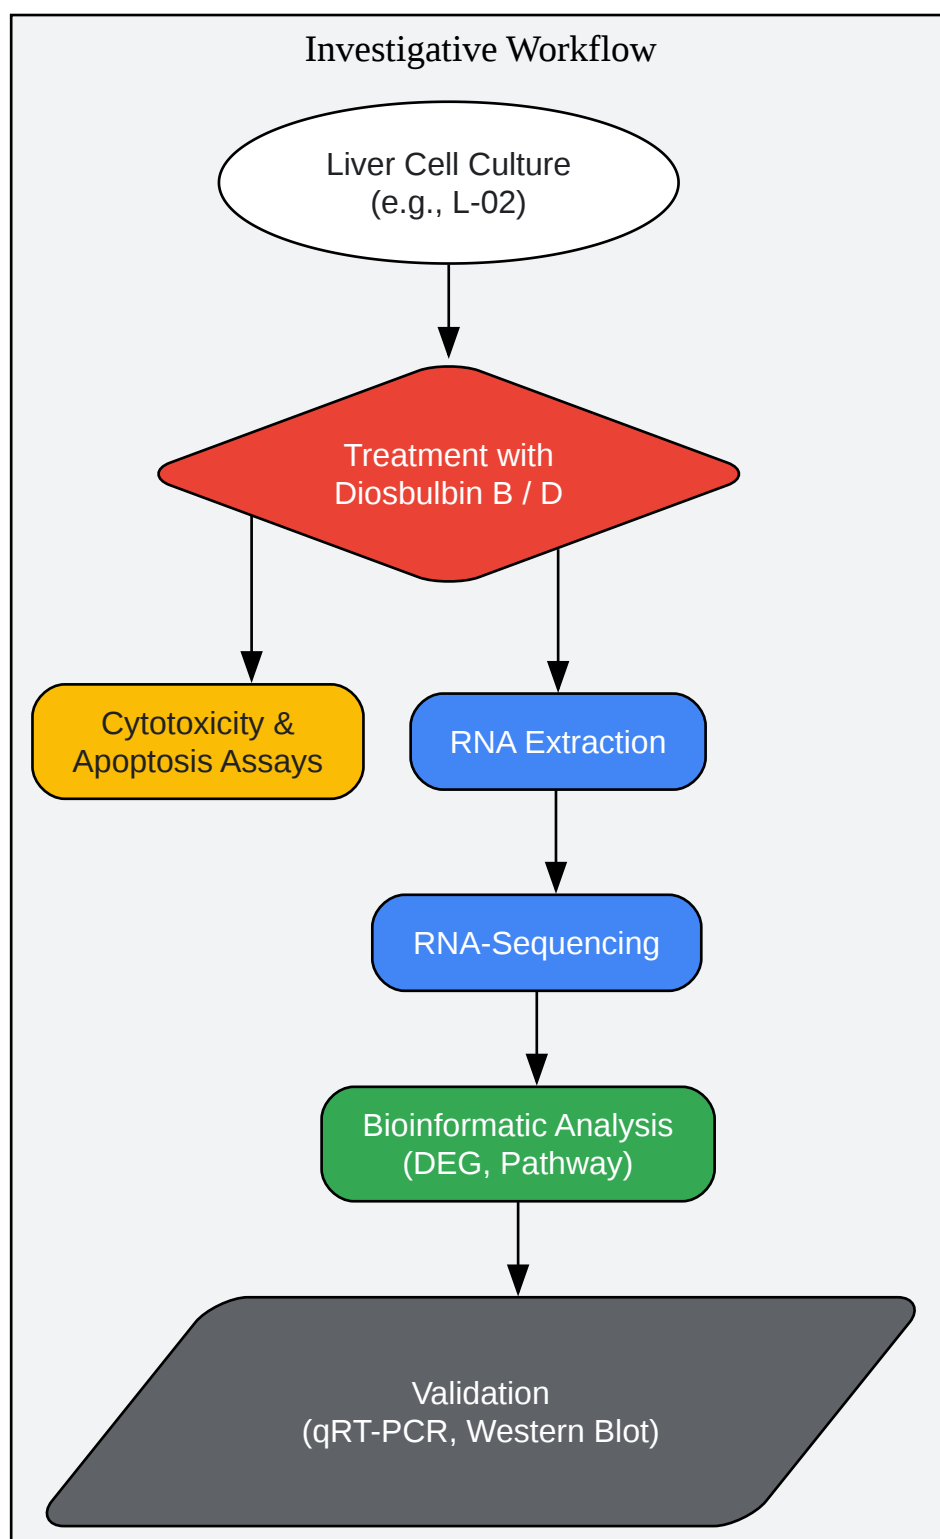 Investigative Workflow
Liver Cell Culture
(e.g., L-02)
Treatment with
Diosbulbin B / D
Cytotoxicity &
Apoptosis Assays
RNA Extraction
RNA-Sequencing
Bioinformatic Analysis
(DEG, Pathway)
Validation
(qRT-PCR, Western Blot)